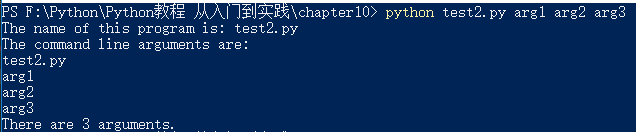 PS F:\Python\Python教程 从入门到实践\chapter10> python test2.py arg1 arg2 arg3
The name of this program is: test2.py
The command line arguments are:
test2.py
arg1
arg2
arg3
There are 3 arguments.